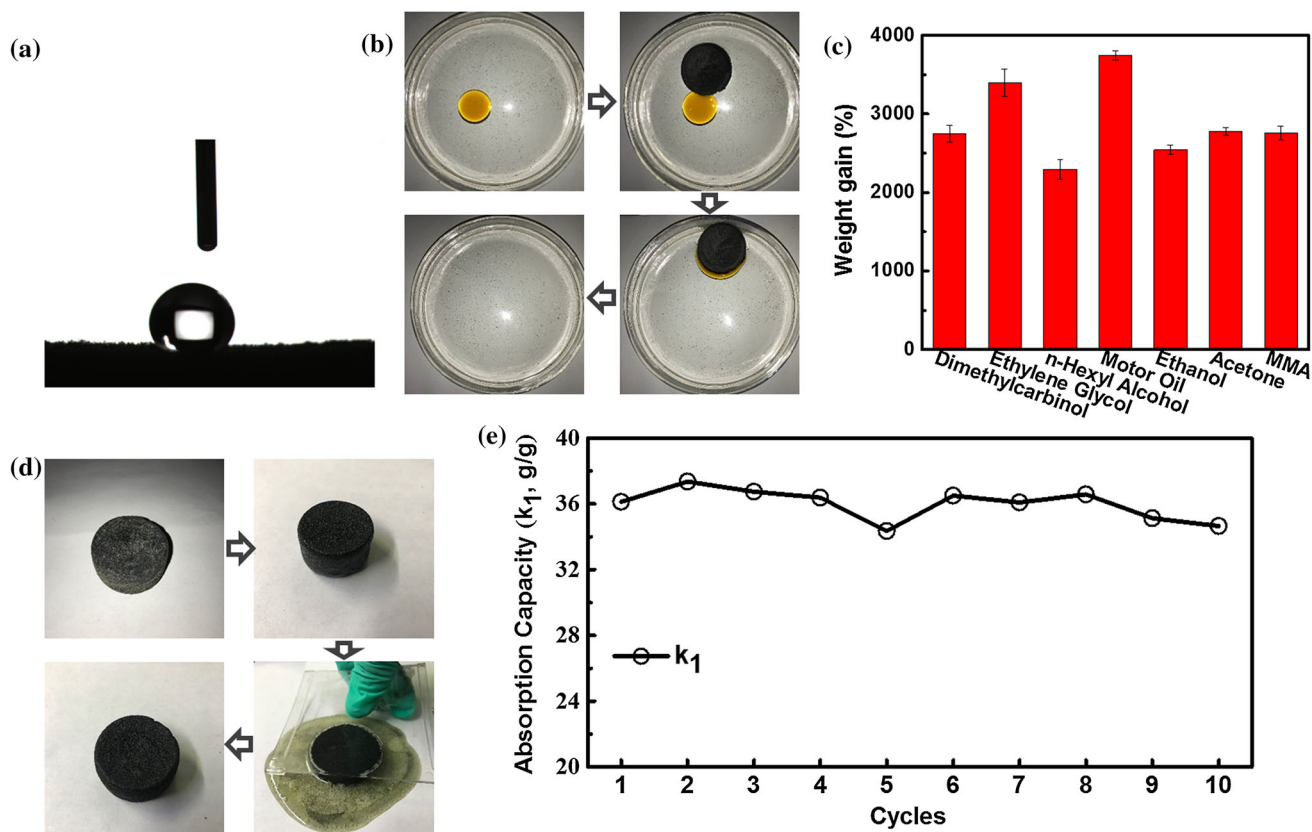 (a)
(b)
(c)
4000
3000
2000
1000
0
Weight gain (%)
Dimethylcarbinol
Ethylene Glycol
n-Hexyl Alcohol
Motor Oil
Ethanol
Acetone
MMA
(d)
(e)
40
36
32
28
24
20
Absorption Capacity (k₁, g/g)
k₁
1 2 3 4 5 6 7 8 9 10
Cycles